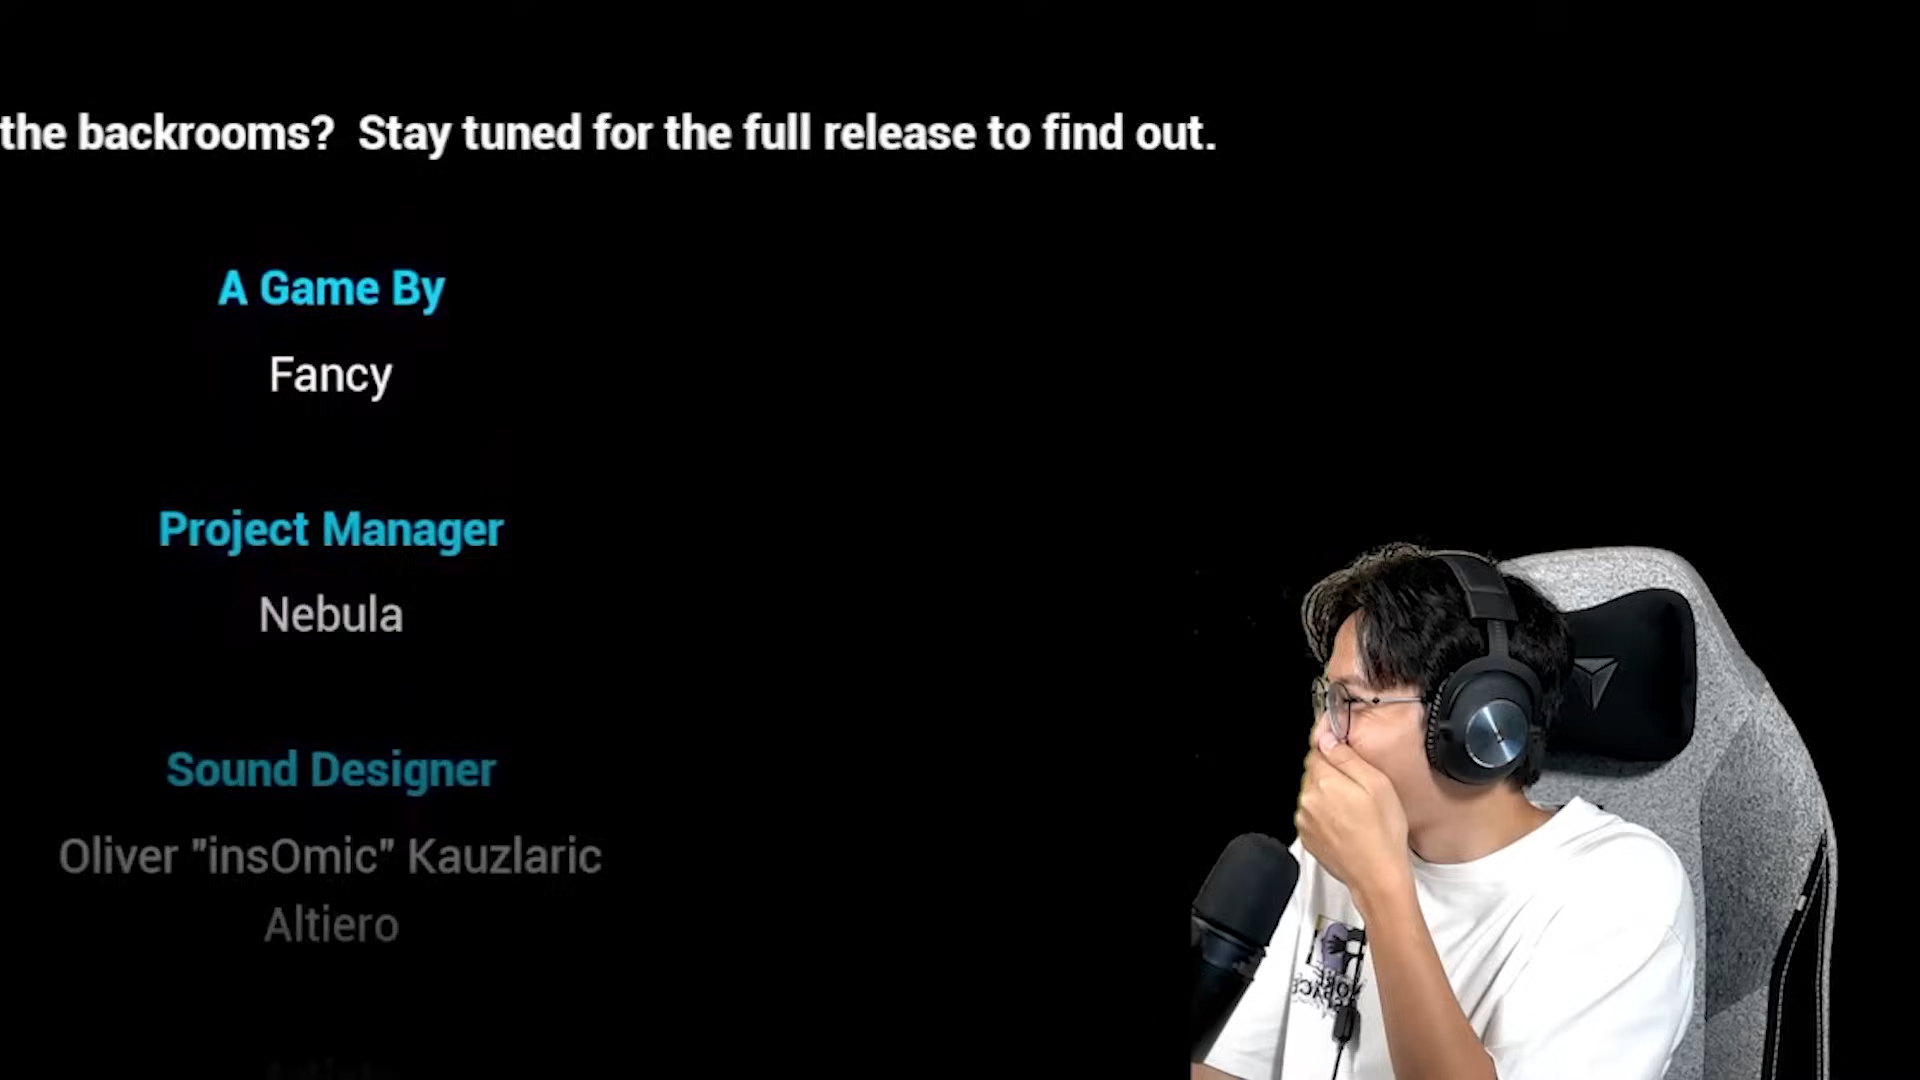 the backrooms?  Stay tuned for the full release to find out.
A Game By
Fancy
Project Manager
Nebula
Sound Designer
Oliver "insOmic" Kauzlaric
Altiero